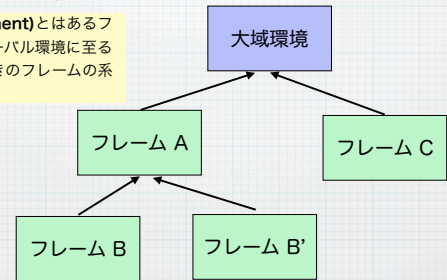 nent)とはあるフ
ーバル環境に至る
きのフレームの系
大域環境
フレーム A
フレーム C
フレーム B
フレーム B’